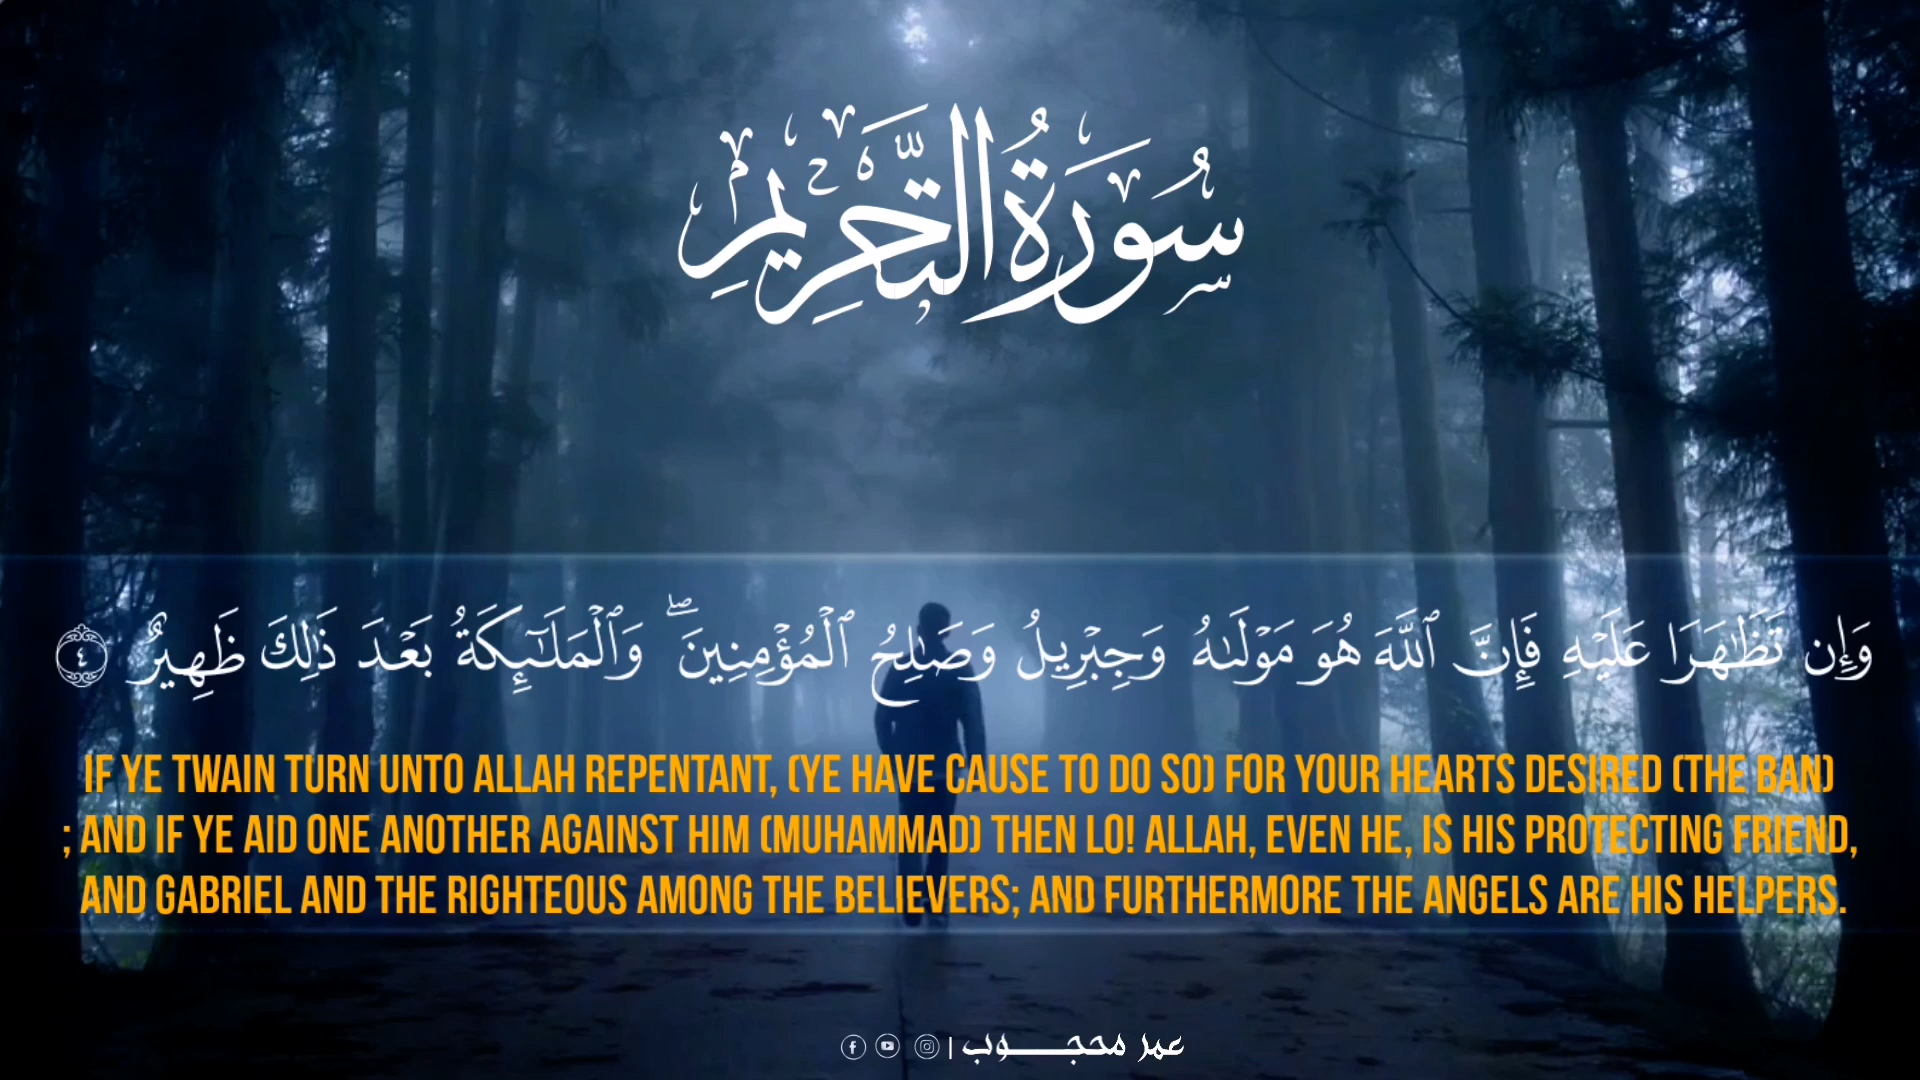 سُورَةُ التَّحْرِيمِ
وَإِن تَظَٰهَرَا عَلَيْهِ فَإِنَّ ٱللَّهَ هُوَ مَوْلَىٰهُ وَجِبْرِيلُ وَصَٰلِحُ ٱلْمُؤْمِنِينَ ۖ وَٱلْمَلَٰٓئِكَةُ بَعْدَ ذَٰلِكَ ظَهِيرٌ ٤
IF YE TWAIN TURN UNTO ALLAH REPENTANT, (YE HAVE CAUSE TO DO SO) FOR YOUR HEARTS DESIRED (THE BAN)
; AND IF YE AID ONE ANOTHER AGAINST HIM (MUHAMMAD) THEN LO! ALLAH, EVEN HE, IS HIS PROTECTING FRIEND,
AND GABRIEL AND THE RIGHTEOUS AMONG THE BELIEVERS; AND FURTHERMORE THE ANGELS ARE HIS HELPERS.
عمر محجـــــوب |